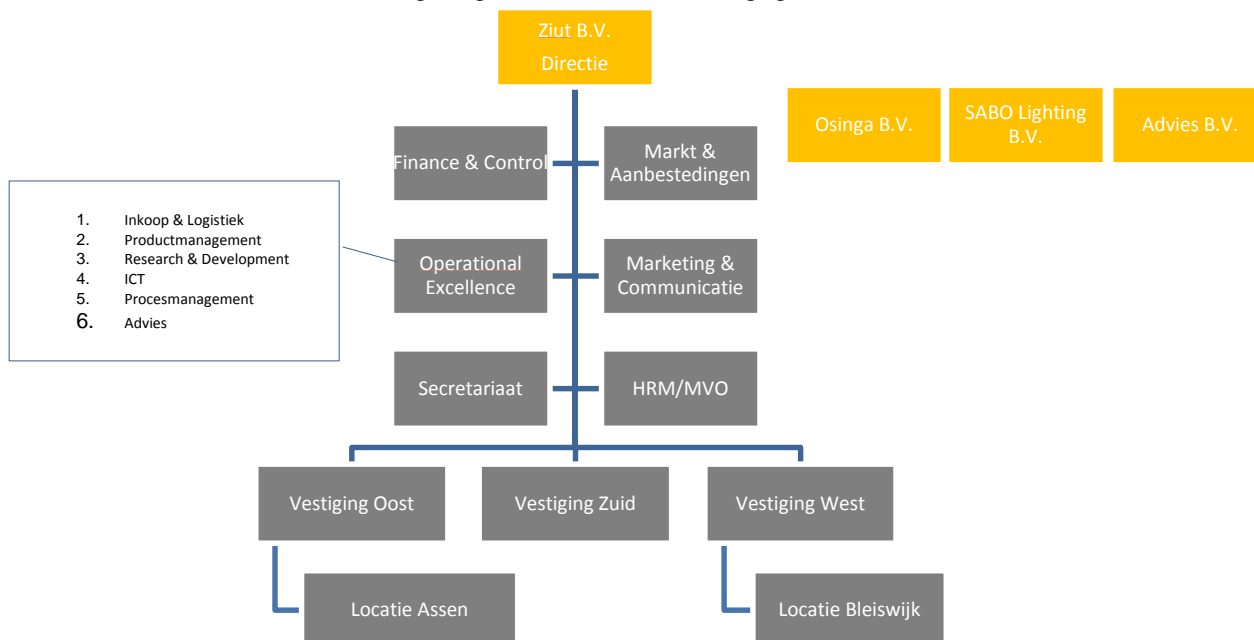 Ziut B.V.
Directie
Osinga B.V.
SABO Lighting
B.V.
Advies B.V.
Finance & Control
Markt &
Aanbestedingen
1. Inkoop & Logistiek
2. Productmanagement
3. Research & Development
4. ICT
5. Procesmanagement
6. Advies
Operational
Excellence
Marketing &
Communicatie
Secretariaat
HRM/MVO
Vestiging Oost
Vestiging Zuid
Vestiging West
Locatie Assen
Locatie Bleiswijk